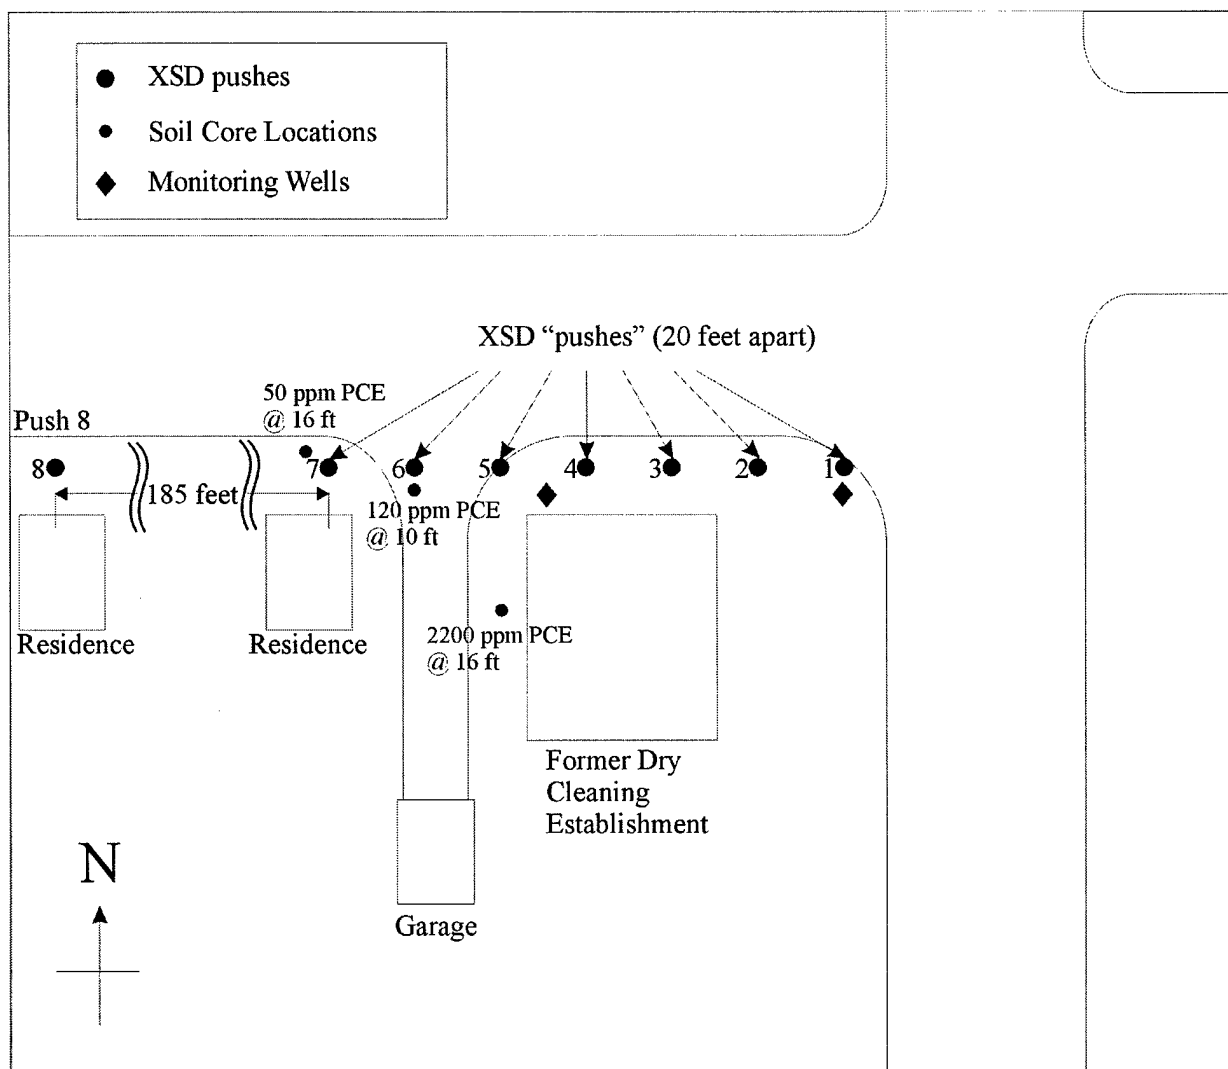 XSD pushes
Soil Core Locations
Monitoring Wells
XSD “pushes” (20 feet apart)
50 ppm PCE
@ 16 ft
Push 8
8
7
6
5
4
3
2
1
185 feet
120 ppm PCE
@ 10 ft
2200 ppm PCE
@ 16 ft
Residence
Residence
Former Dry
Cleaning
Establishment
N
Garage